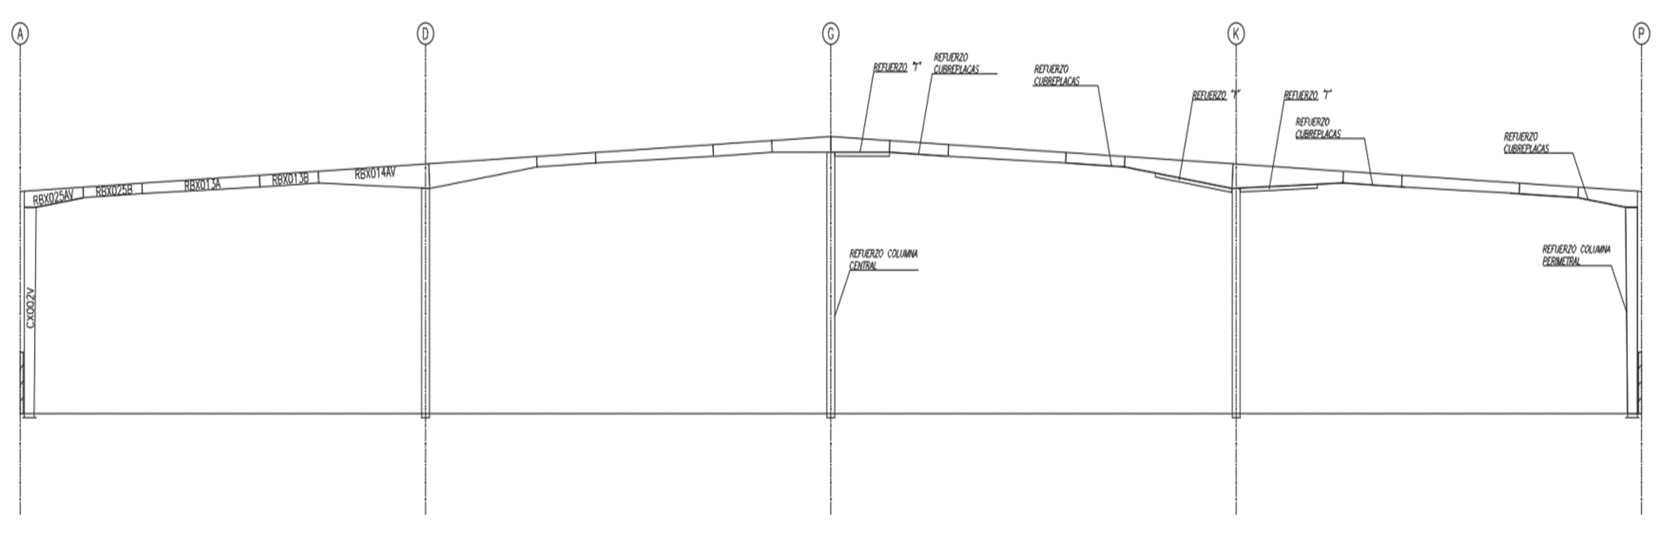 A
D
G
K
P
REFUERZO "T"
REFUERZO
CUBREPLACAS
REFUERZO
CUBREPLACAS
REFUERZO "T"
REFUERZO "T"
REFUERZO
CUBREPLACAS
REFUERZO
CUBREPLACAS
RBX025AV
RBX025B
RBX013A
RBX013B
RBX014AV
CX002V
REFUERZO COLUMNA
CENTRAL
REFUERZO COLUMNA
PERIMETRAL